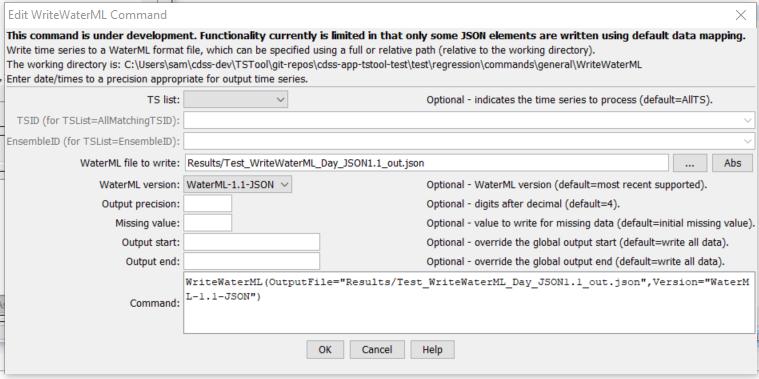 Edit WriteWaterML Command
This command is under development. Functionality currently is limited in that only some JSON elements are written using default data mapping.
Write time series to a WaterML format file, which can be specified using a full or relative path (relative to the working directory).
The working directory is: C:\Users\sam\cdss-dev\TSTool\git-repos\cdss-app-tstool-test\test\regression\commands\general\WriteWaterML
Enter date/times to a precision appropriate for output time series.
TS list: Optional - indicates the time series to process (default=AllTS).
TSID (for TSList=AllMatchingTSID):
EnsembleID (for TSList=EnsembleID):
WaterML file to write: Results/Test_WriteWaterML_Day_JSON1.1_out.json ... Abs
WaterML version: WaterML-1.1-JSON Optional - WaterML version (default=most recent supported).
Output precision: Optional - digits after decimal (default=4).
Missing value: Optional - value to write for missing data (default=initial missing value).
Output start: Optional - override the global output start (default=write all data).
Output end: Optional - override the global output end (default=write all data).
Command: WriteWaterML(OutputFile="Results/Test_WriteWaterML_Day_JSON1.1_out.json",Version="WaterM
L-1.1-JSON")
OK Cancel Help